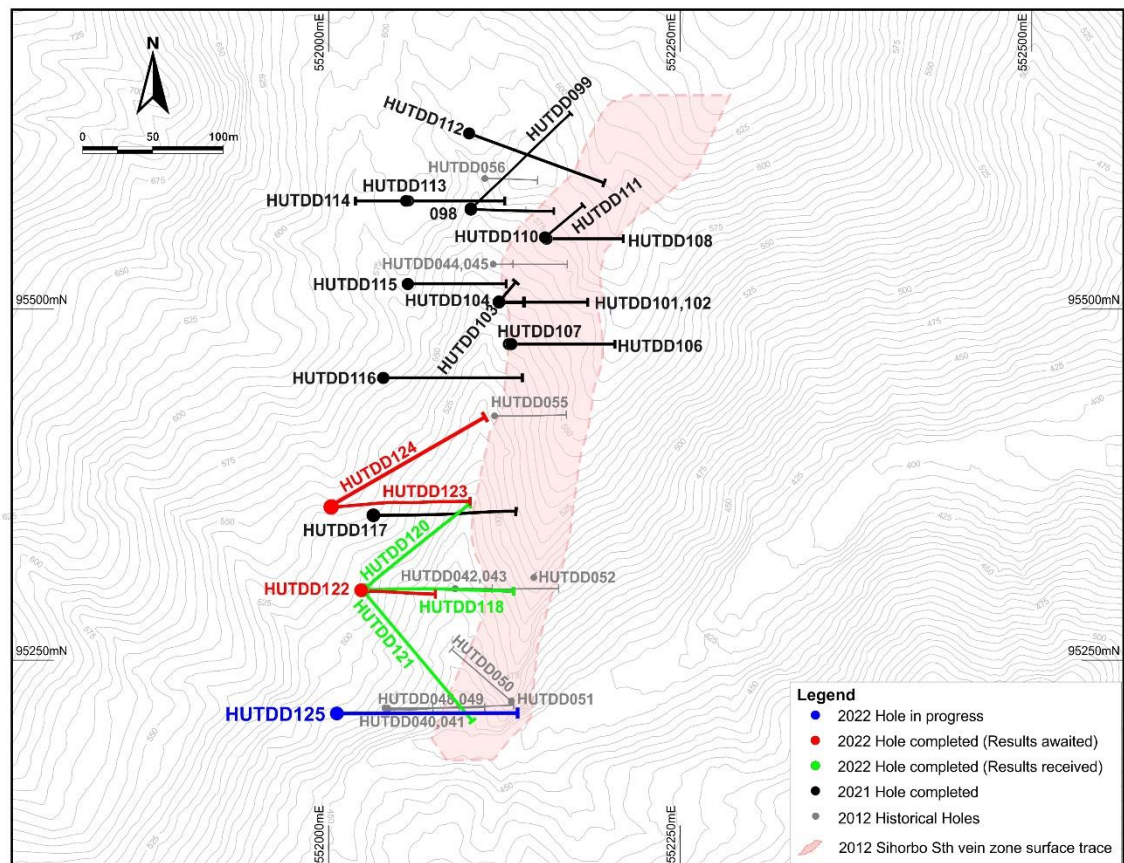 552000mE
552250mE
552500mE
N
0 50 100m
HUTDD112
HUTDD099
HUTDD056
HUTDD114
HUTDD113
098
HUTDD111
HUTDD110
HUTDD108
HUTDD044,045
HUTDD115
HUTDD104
HUTDD101,102
95500mN
95500mN
HUTDD103
HUTDD107
HUTDD106
HUTDD116
HUTDD055
HUTDD124
HUTDD123
HUTDD117
HUTDD120
HUTDD122
HUTDD042,043
HUTDD052
HUTDD118
HUTDD121
95250mN
95250mN
HUTDD050
HUTDD048,049
HUTDD051
HUTDD125
HUTDD040,041
Legend
2022 Hole in progress
2022 Hole completed (Results awaited)
2022 Hole completed (Results received)
2021 Hole completed
2012 Historical Holes
2012 Sihorbo Sth vein zone surface trace
552000mE
552250mE